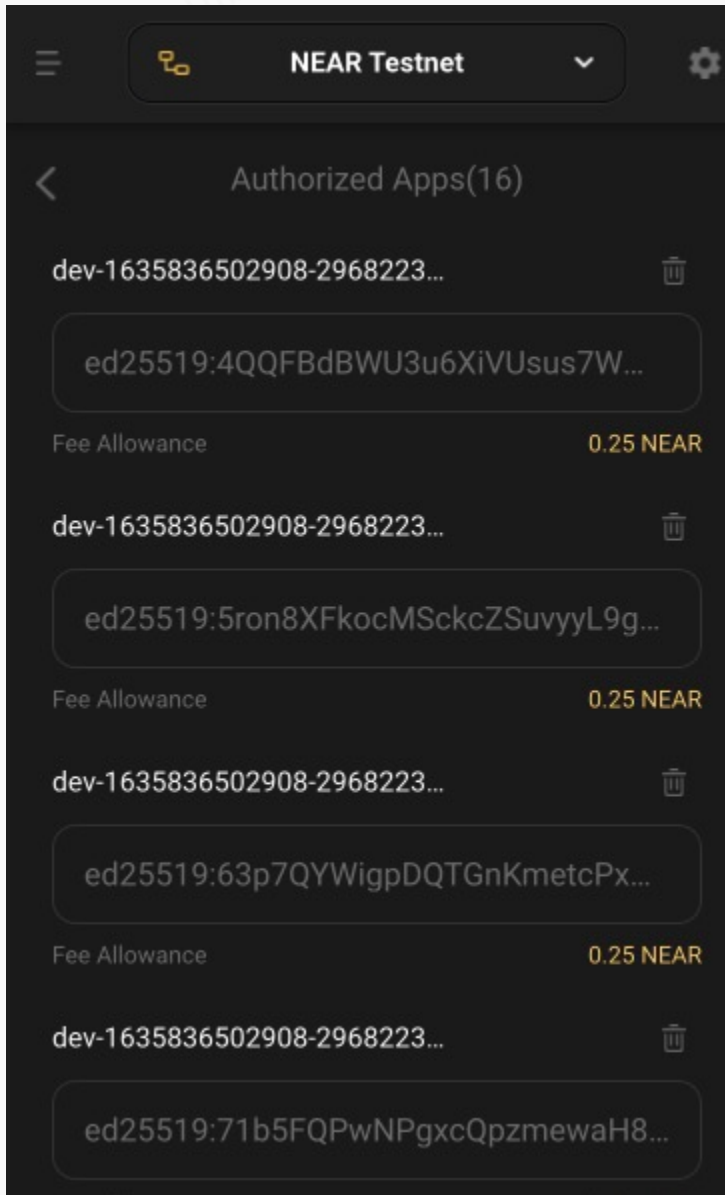 NEAR Testnet
Authorized Apps(16)
dev-1635836502908-2968223...
ed25519:4QQFBdBWU3u6XiVUsus7W...
Fee Allowance 0.25 NEAR
dev-1635836502908-2968223...
ed25519:5ron8XFkocMSckcZSuvyyL9g...
Fee Allowance 0.25 NEAR
dev-1635836502908-2968223...
ed25519:63p7QYWigpDQTGnKmetcPx...
Fee Allowance 0.25 NEAR
dev-1635836502908-2968223...
ed25519:71b5FQPwNPgxcQpzmewaH8...